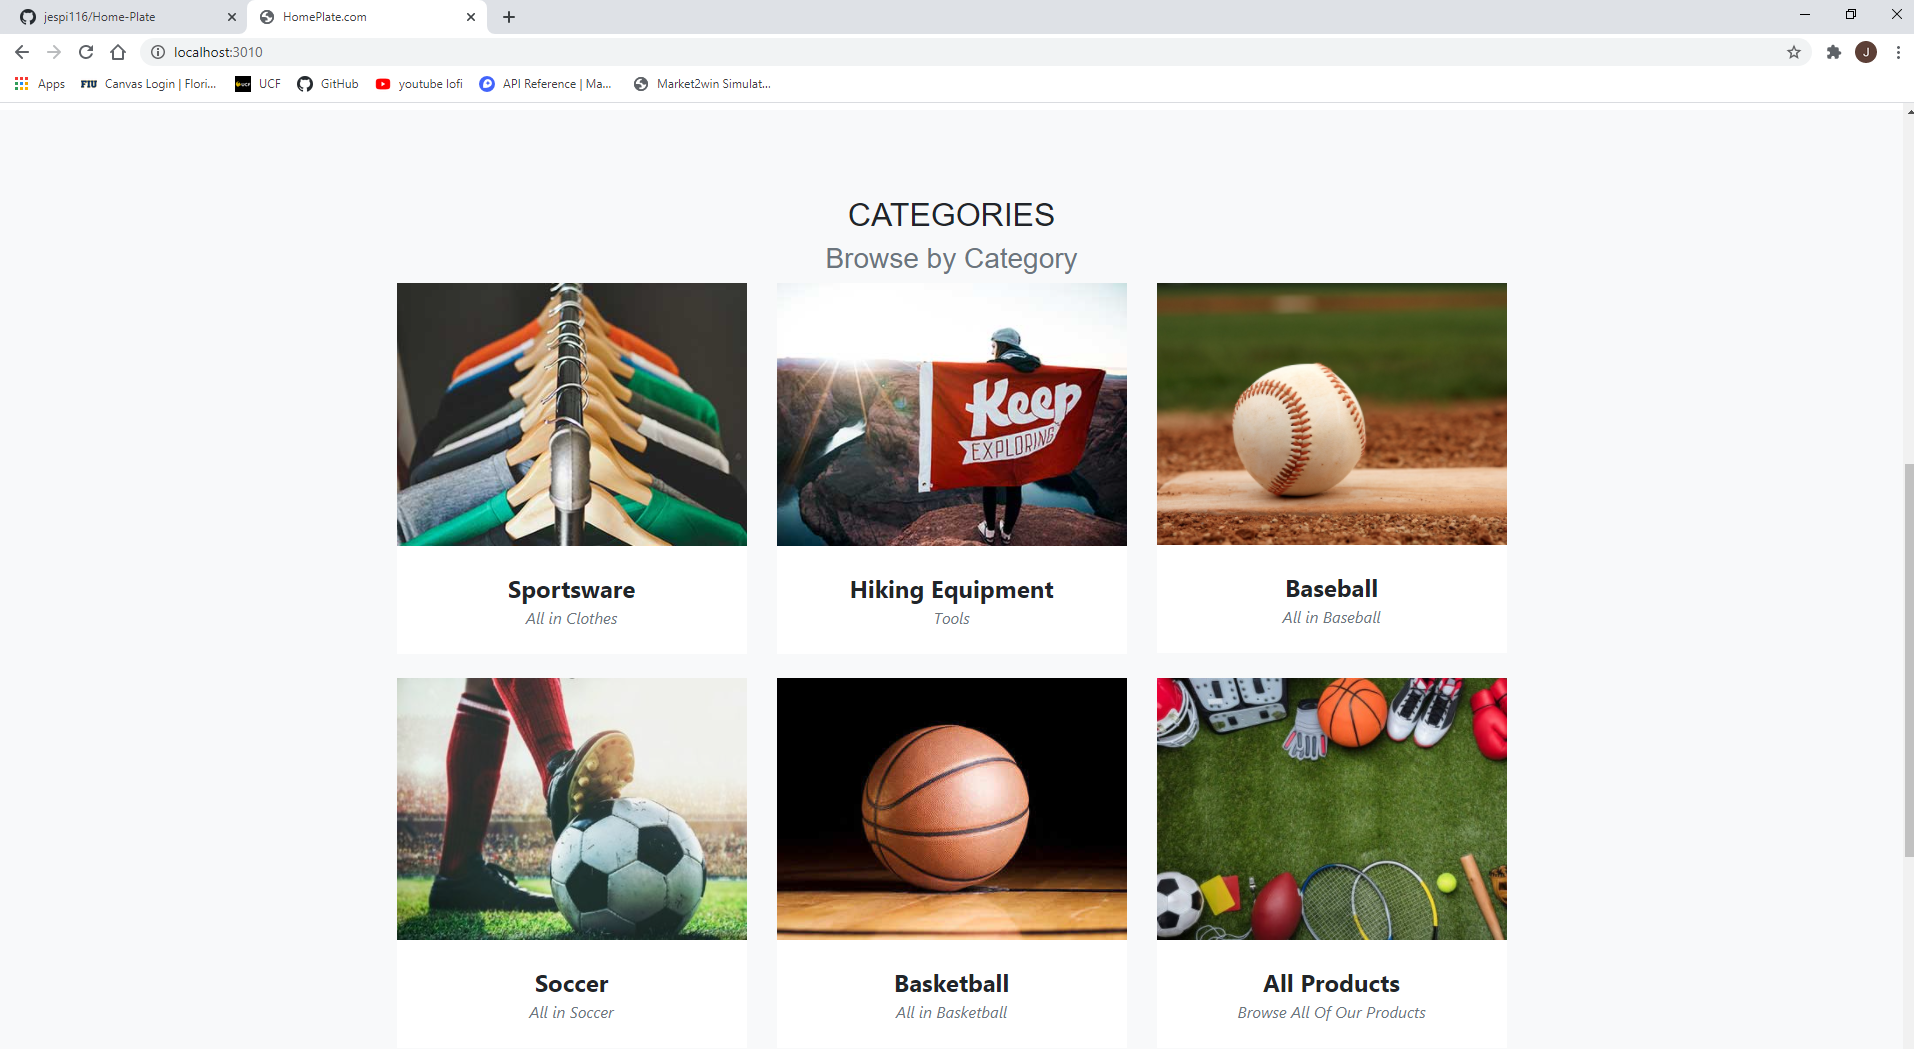 jespi116/Home-Plate
HomePlate.com
localhost:3010
J
Apps
FIU Canvas Login | Flori...
UCF UCF
GitHub
youtube lofi
API Reference | Ma...
Market2win Simulat...
CATEGORIES
Browse by Category
Keep
EXPLORING
Sportsware
All in Clothes
Hiking Equipment
Tools
Baseball
All in Baseball
Soccer
All in Soccer
Basketball
All in Basketball
All Products
Browse All Of Our Products